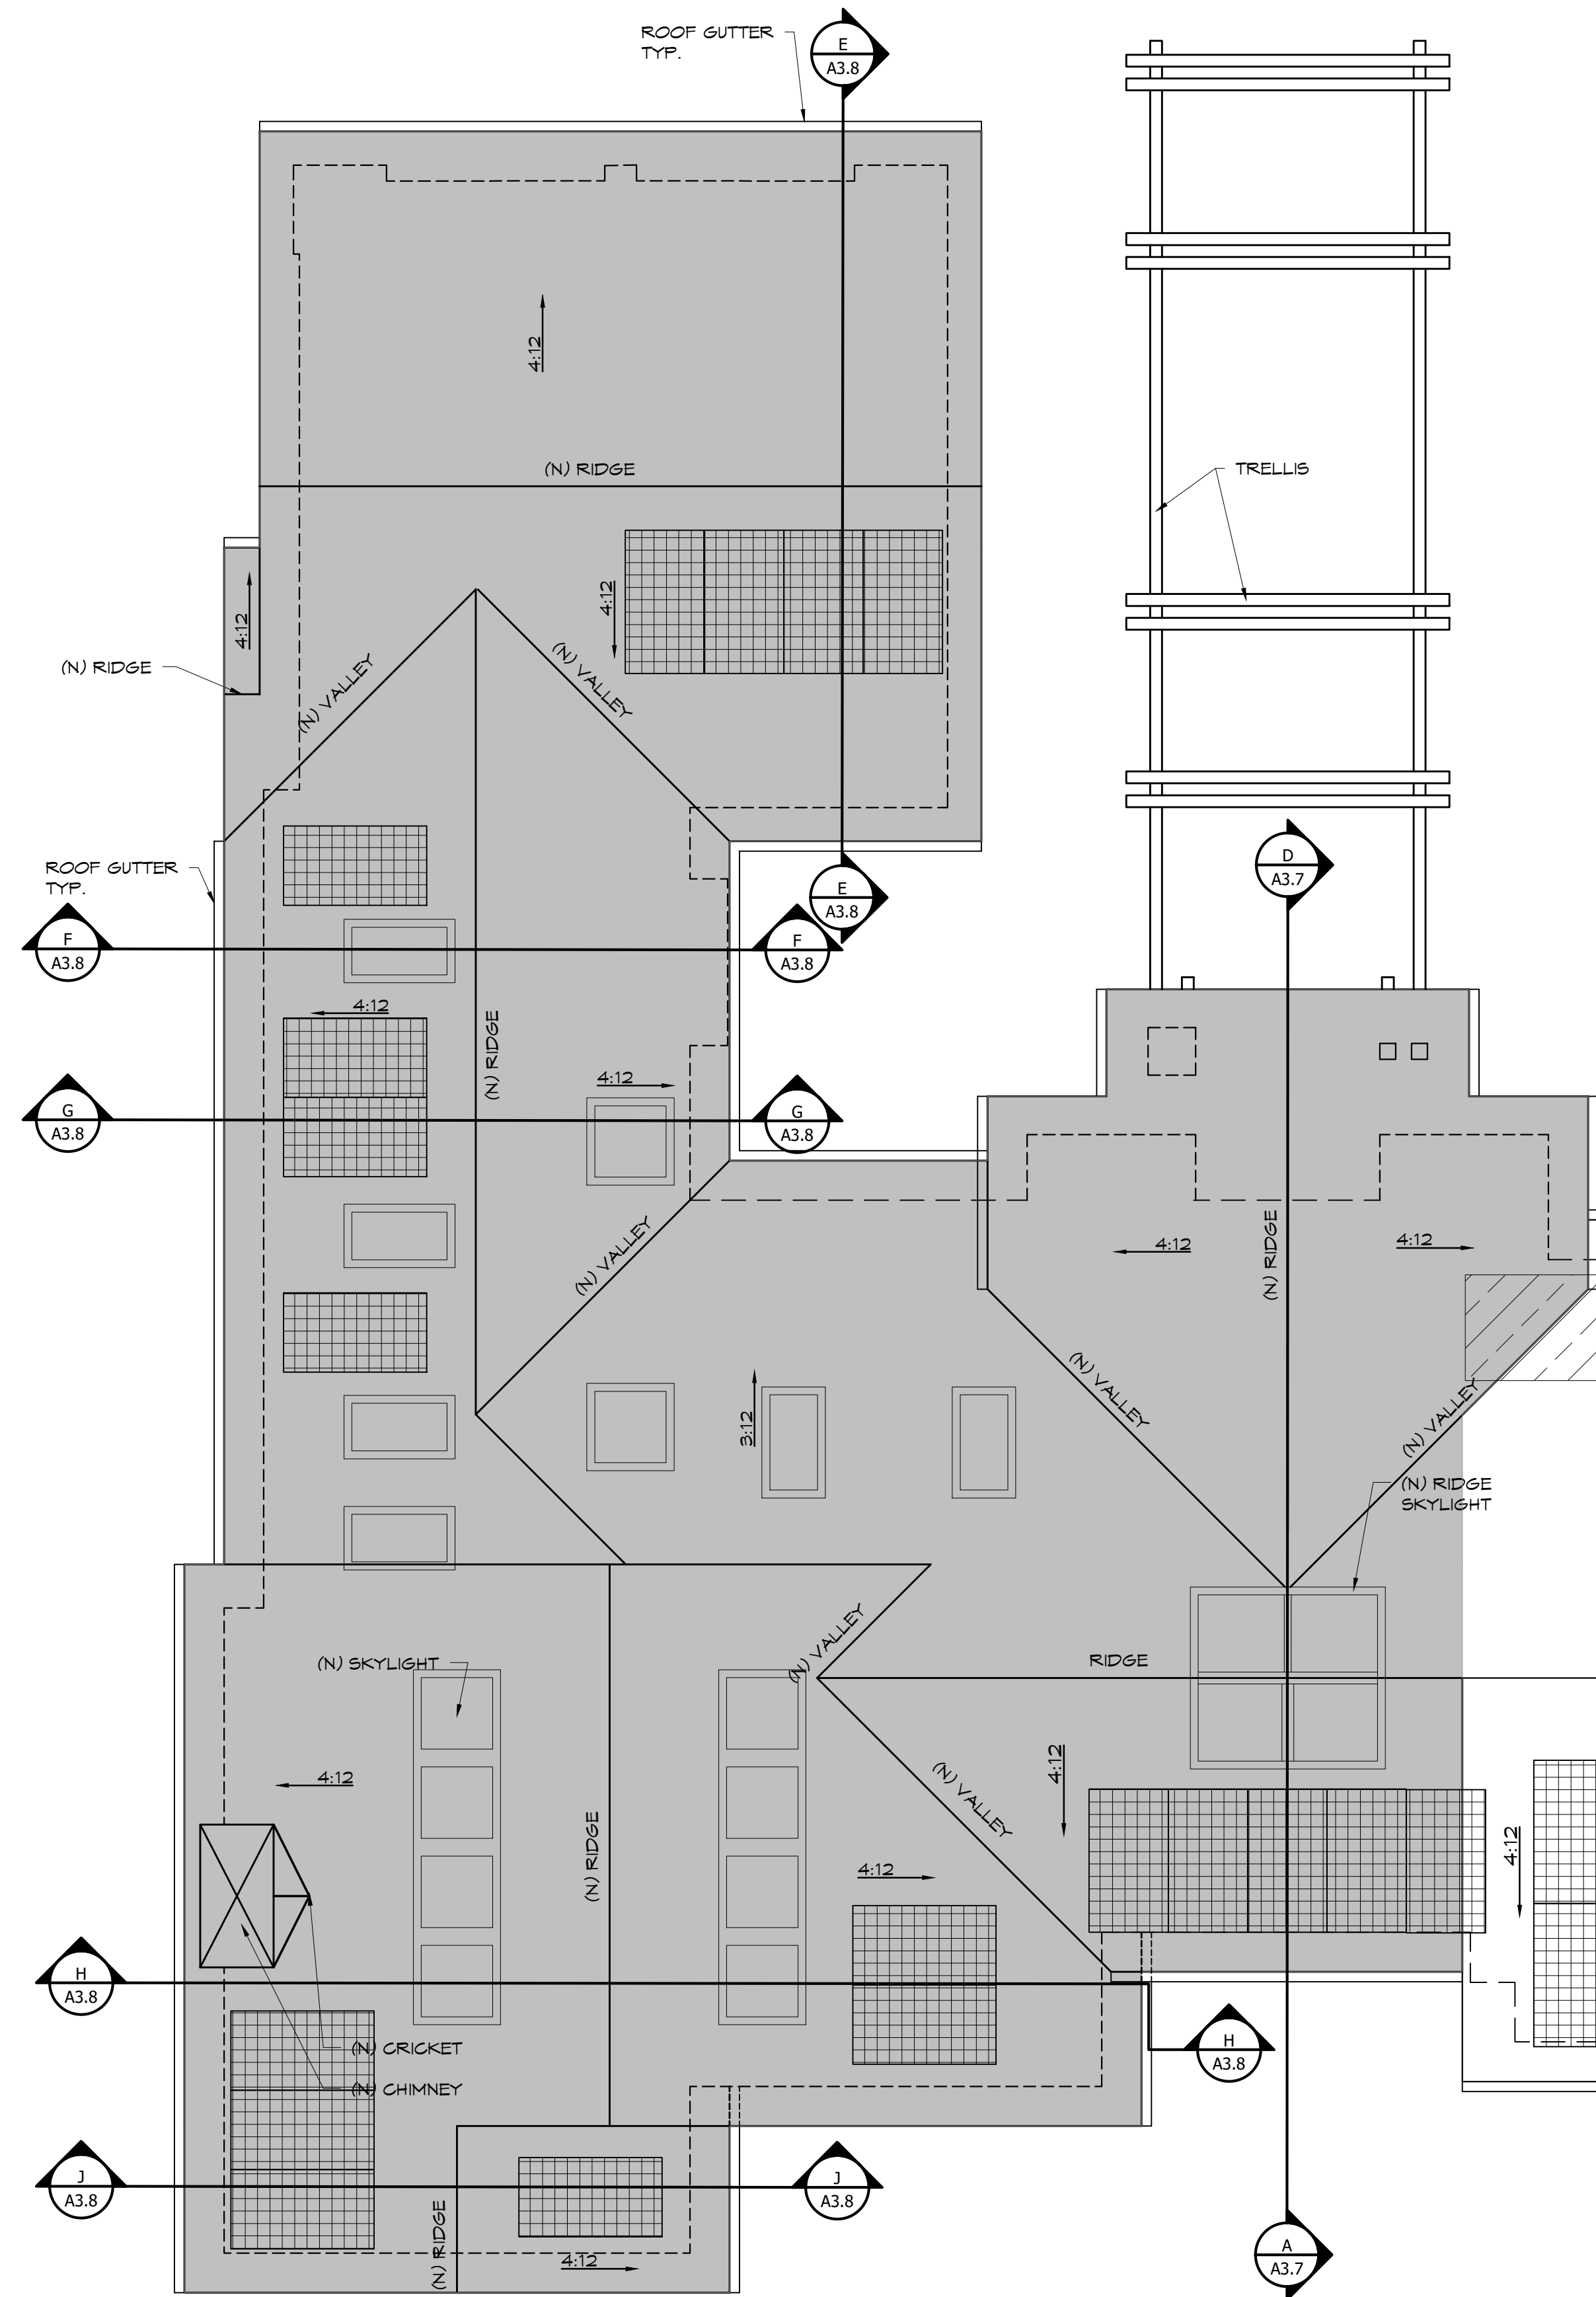 ROOF GUTTER
TYP.
E
A3.8
4:12
(N) RIDGE
TRELLIS
4:12
4:12
(N) RIDGE
(N) VALLEY
(N) VALLEY
ROOF GUTTER
TYP.
D
A3.7
E
A3.8
F
A3.8
F
A3.8
4:12
(N) RIDGE
4:12
G
A3.8
G
A3.8
(N) VALLEY
4:12
(N) RIDGE
4:12
3:12
(N) VALLEY
(N) VALLEY
(N) RIDGE
SKYLIGHT
(N) SKYLIGHT
(N) VALLEY
RIDGE
4:12
4:12
(N) VALLEY
(N) RIDGE
4:12
4:12
H
A3.8
(N) CRICKET
(N) CHIMNEY
H
A3.8
J
A3.8
J
A3.8
(N) RIDGE
4:12
A
A3.7